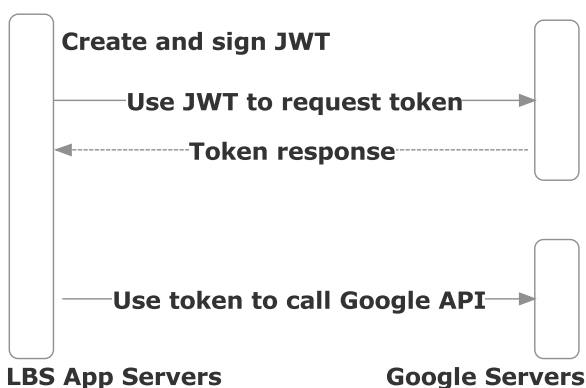 Create and sign JWT
Use JWT to request token
Token response
Use token to call Google API
LBS App Servers
Google Servers